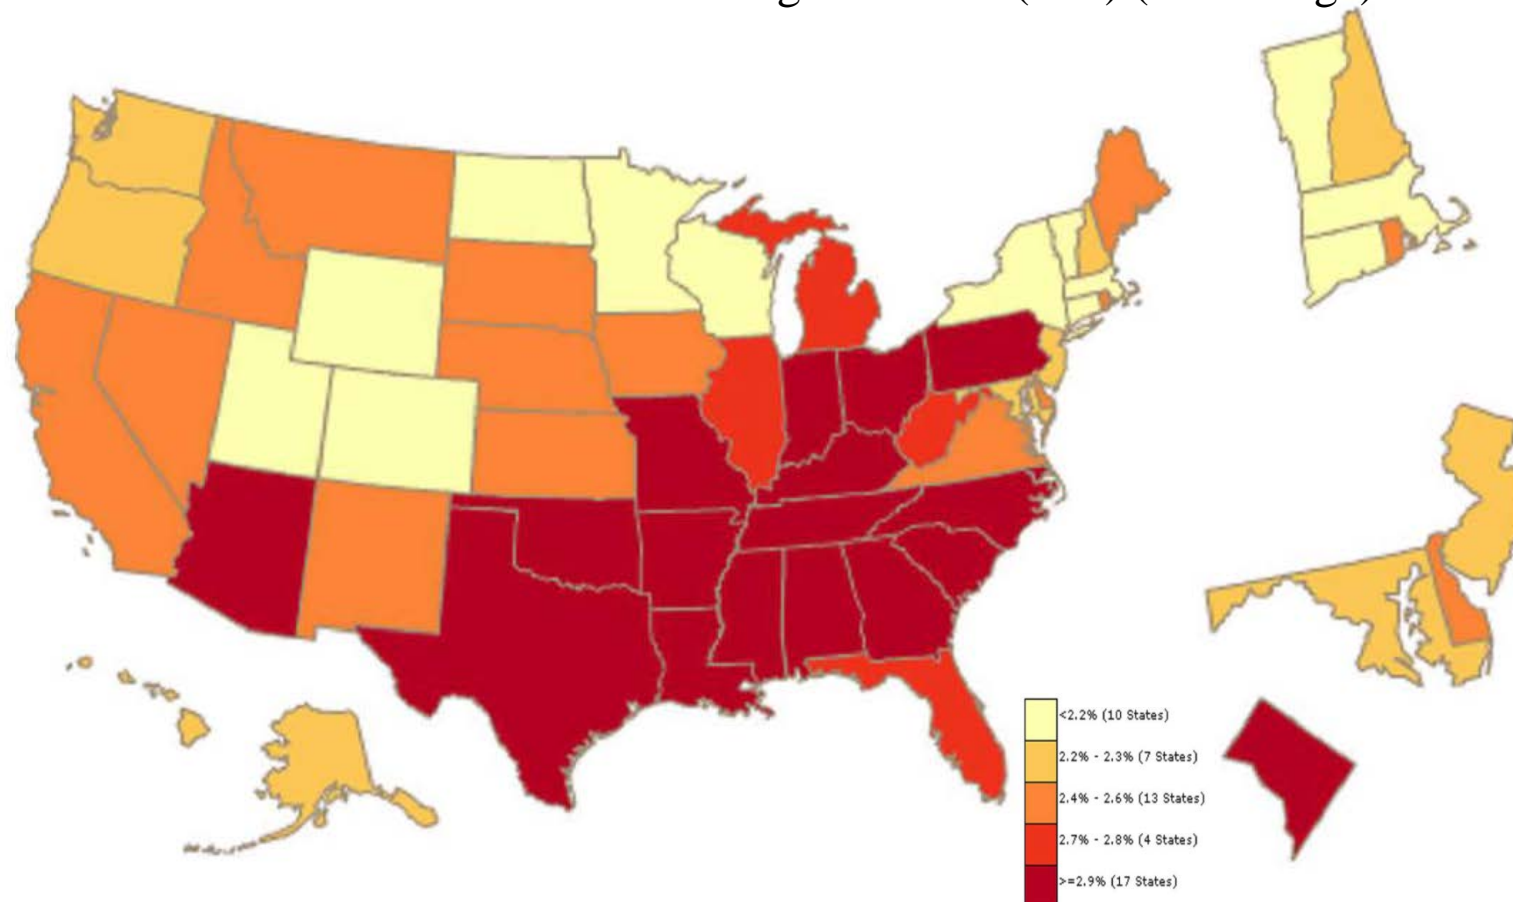 <2.2% (10 States)
2.2% - 2.3% (7 States)
2.4% - 2.6% (13 States)
2.7% - 2.8% (4 States)
>=2.9% (17 States)